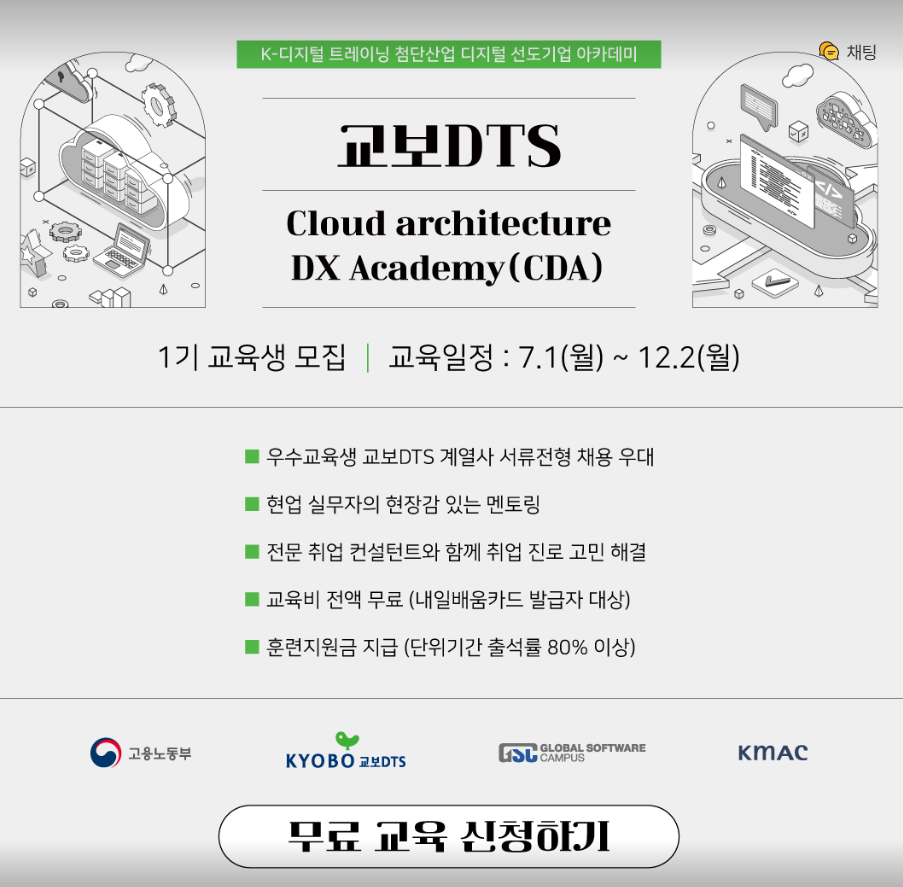 K-디지털 트레이닝 첨단산업 디지털 선도기업 아카데미
채팅
교보DTS
Cloud architecture
DX Academy(CDA)
1기 교육생 모집 | 교육일정 : 7.1(월) ~ 12.2(월)
■ 우수교육생 교보DTS 계열사 서류전형 채용 우대
■ 현업 실무자의 현장감 있는 멘토링
■ 전문 취업 컨설턴트와 함께 취업 진로 고민 해결
■ 교육비 전액 무료 (내일배움카드 발급자 대상)
■ 훈련지원금 지급 (단위기간 출석률 80% 이상)
고용노동부
KYOBO 교보DTS
GSC GLOBAL SOFTWARE
CAMPUS
KMAC
무료 교육 신청하기